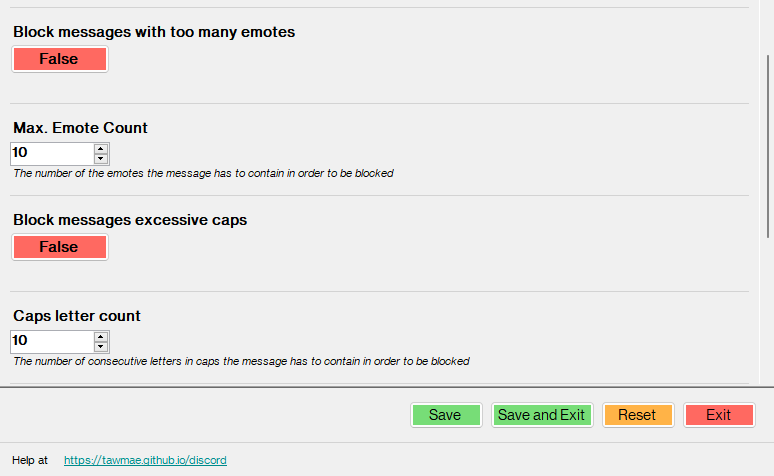 Block messages with too many emotes
False
Max. Emote Count
10
The number of the emotes the message has to contain in order to be blocked
Block messages excessive caps
False
Caps letter count
10
The number of consecutive letters in caps the message has to contain in order to be blocked
Save Save and Exit Reset Exit
Help at https://tawmae.github.io/discord